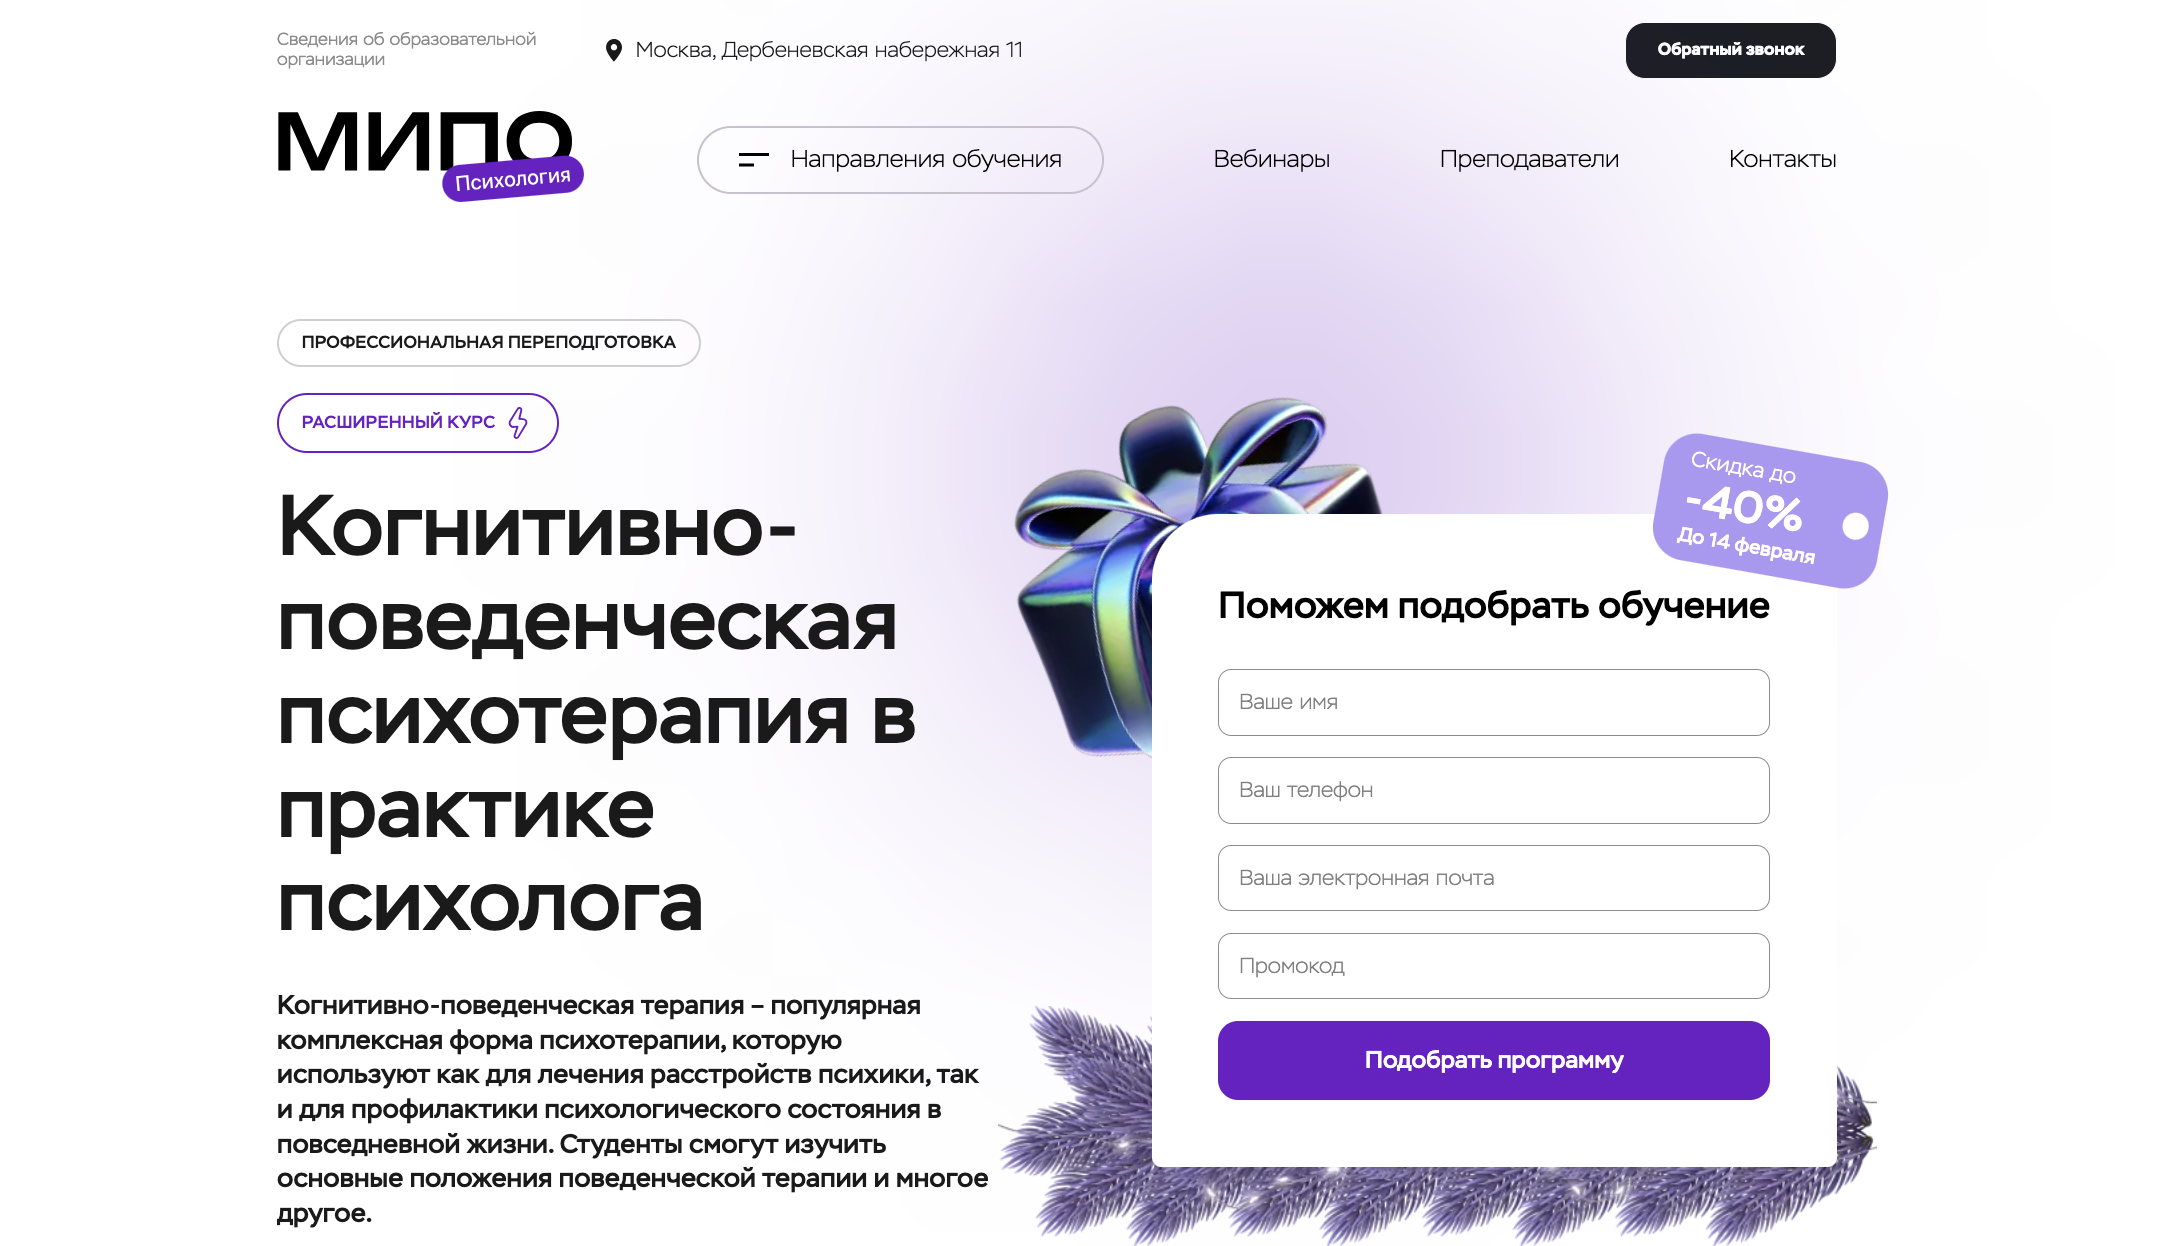 Сведения об образовательной
организации
Москва, Дербеневская набережная 11
Обратный звонок
МИПО
Психология
Направления обучения
Вебинары
Преподаватели
Контакты
ПРОФЕССИОНАЛЬНАЯ ПЕРЕПОДГОТОВКА
РАСШИРЕННЫЙ КУРС
Когнитивно-
поведенческая
психотерапия в
практике
психолога
Когнитивно-поведенческая терапия – популярная
комплексная форма психотерапии, которую
используют как для лечения расстройств психики, так
и для профилактики психологического состояния в
повседневной жизни. Студенты смогут изучить
основные положения поведенческой терапии и многое
другое.
Скидка до
-40%
До 14 февраля
Поможем подобрать обучение
Ваше имя
Ваш телефон
Ваша электронная почта
Промокод
Подобрать программу